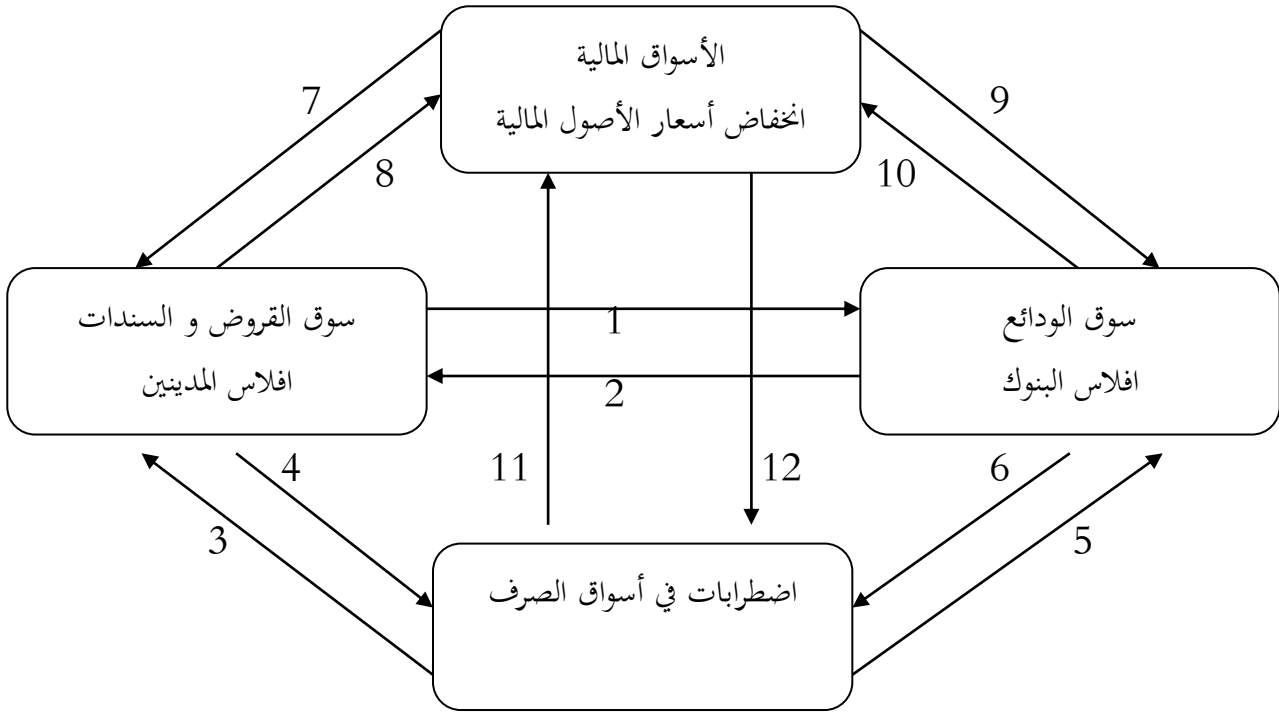 الأسواق المالية
انخفاض أسعار الأصول المالية
7
9
8
10
سوق القروض و السندات
افلاس المدينين
1
2
سوق الودائع
افلاس البنوك
4
11
12
6
3
5
اضطرابات في أسواق الصرف